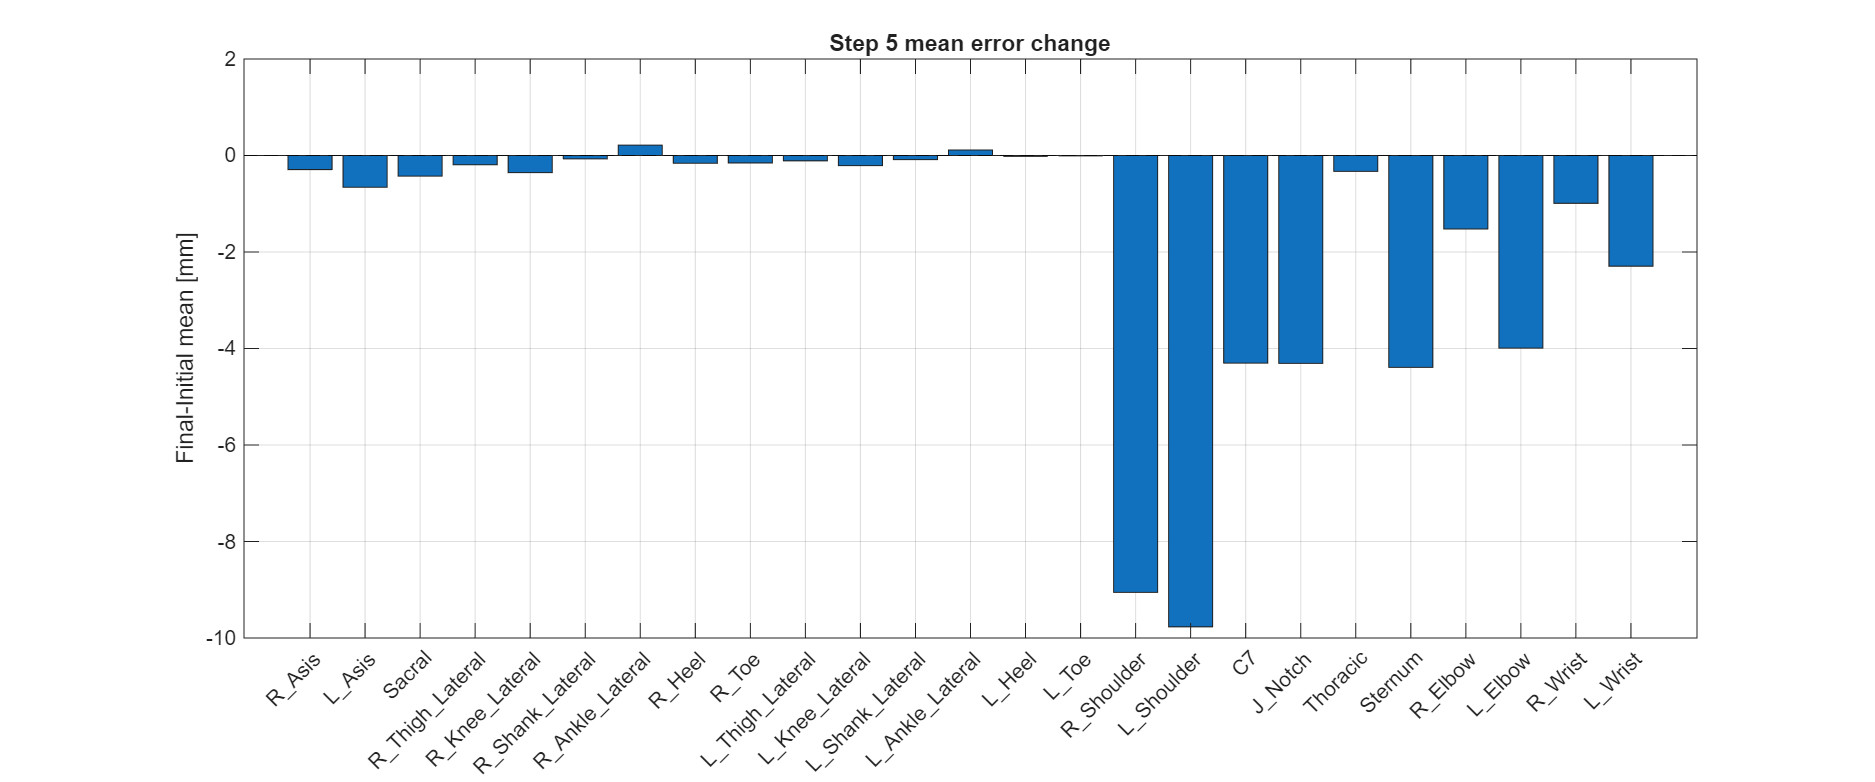 Step 5 mean error change
Final-Initial mean [mm]
2
0
-2
-4
-6
-8
-10
R_Asis
L_Asis
Sacral
R_Thigh_Lateral
R_Knee_Lateral
R_Shank_Lateral
R_Ankle_Lateral
R_Heel
R_Toe
L_Thigh_Lateral
L_Knee_Lateral
L_Shank_Lateral
L_Ankle_Lateral
L_Heel
L_Toe
R_Shoulder
L_Shoulder
C7
J_Notch
Thoracic
Sternum
R_Elbow
L_Elbow
R_Wrist
L_Wrist